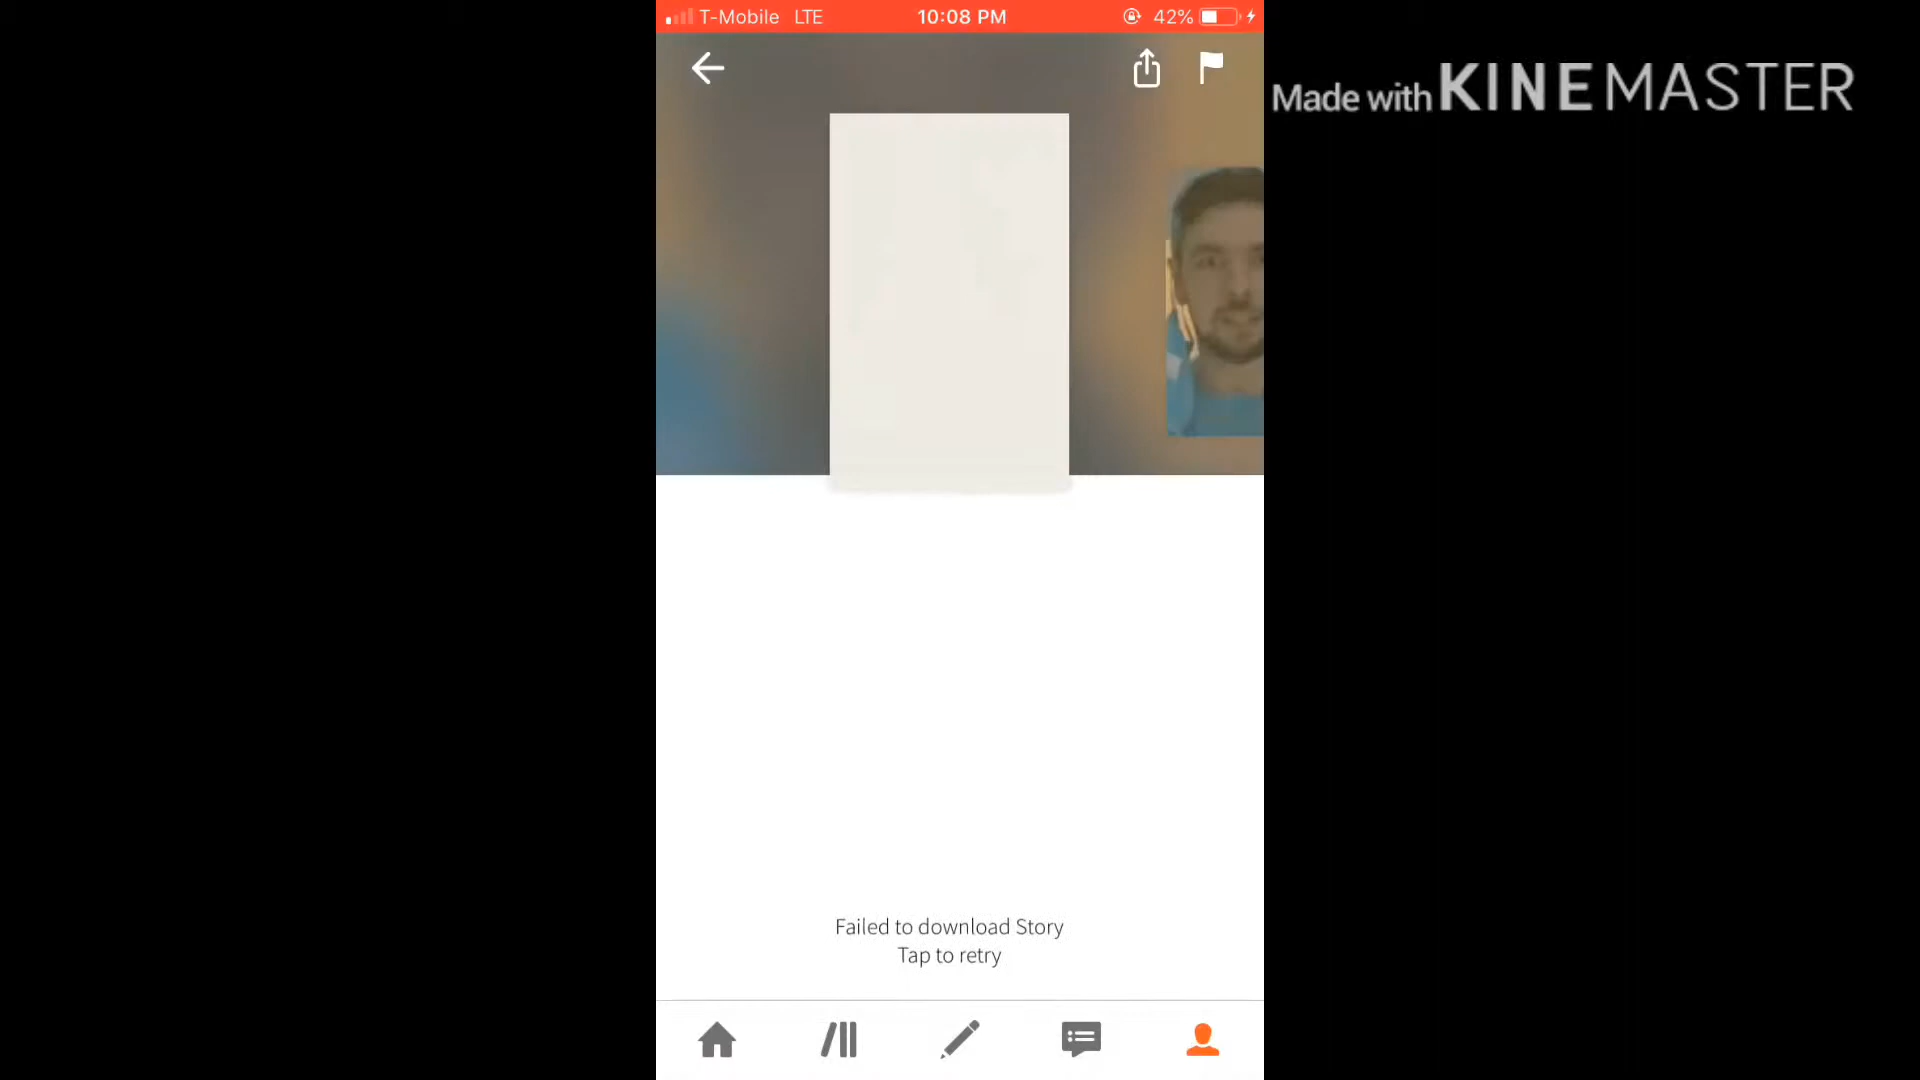 T-Mobile LTE 10:08 PM 42%
Made with KINEMASTER
Failed to download Story
Tap to retry